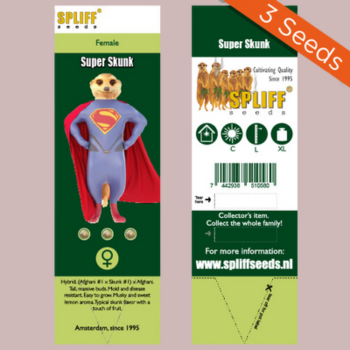 SPLIFF®
seeds
Female
Super Skunk
Hybrid. (Afghani #1 x Skunk #1) x Afghani.
Tall, massive buds. Mold and disease
resistant. Easy to grow. Musky and sweet
lemon aroma. Typical skunk flavor with a
touch of fruit.
Amsterdam, since 1995
3 Seeds
Super Skunk
Cultivating Quality
Since 1995
SPLIFF®
seeds
C
L
XL
7 442938 510580
Tear
here
Collector's item.
Collect the whole family!
For more information:
www.spliffseeds.nl